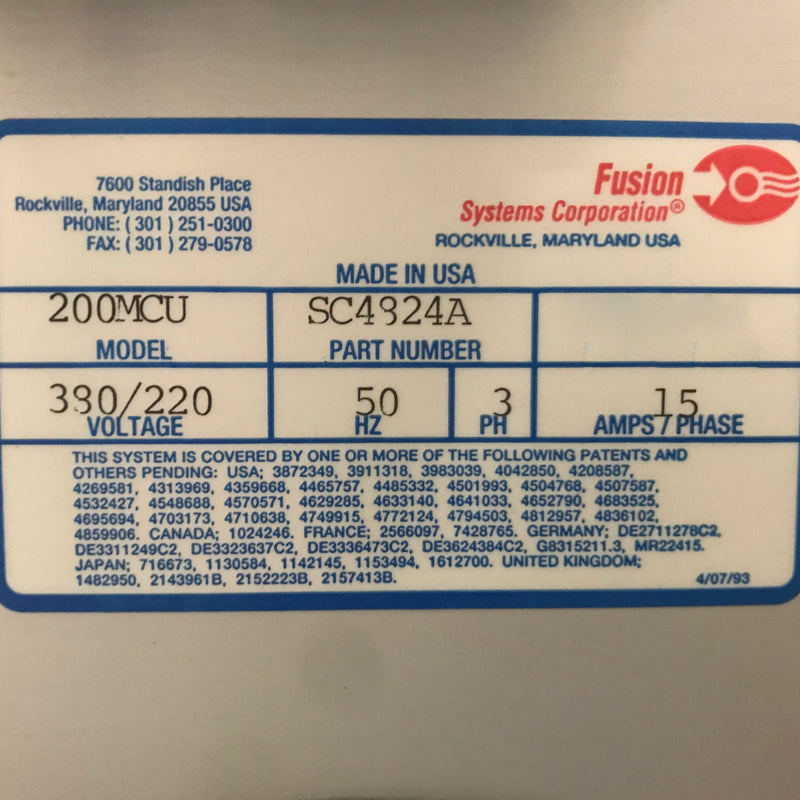 7600 Standish Place
Rockville, Maryland 20855 USA
PHONE: ( 301 ) 251-0300
FAX: ( 301 ) 279-0578
Fusion
Systems Corporation®
ROCKVILLE, MARYLAND USA
MADE IN USA
200MCU SC4824A
MODEL PART NUMBER
380/220 50 3 15
VOLTAGE HZ PH AMPS / PHASE
THIS SYSTEM IS COVERED BY ONE OR MORE OF THE FOLLOWING PATENTS AND
OTHERS PENDING: USA; 3872349, 3911318, 3983039, 4042850, 4208587,
4269581, 4313969, 4359668, 4465757, 4485332, 4501993, 4504768, 4507587,
4532427, 4548688, 4570571, 4629285, 4633140, 4641033, 4652790, 4683525,
4695694, 4703173, 4710638, 4749915, 4772124, 4794503, 4812957, 4836102,
4859906. CANADA; 1024246. FRANCE; 2566097, 7428765. GERMANY; DE2711278C2,
DE3311249C2, DE3323637C2, DE3336473C2, DE3624384C2, G8315211.3, MR22415.
JAPAN; 716673, 1130584, 1142145, 1153494, 1612700. UNITED KINGDOM;
1482950, 2143961B, 2152223B, 2157413B.
4/07/93